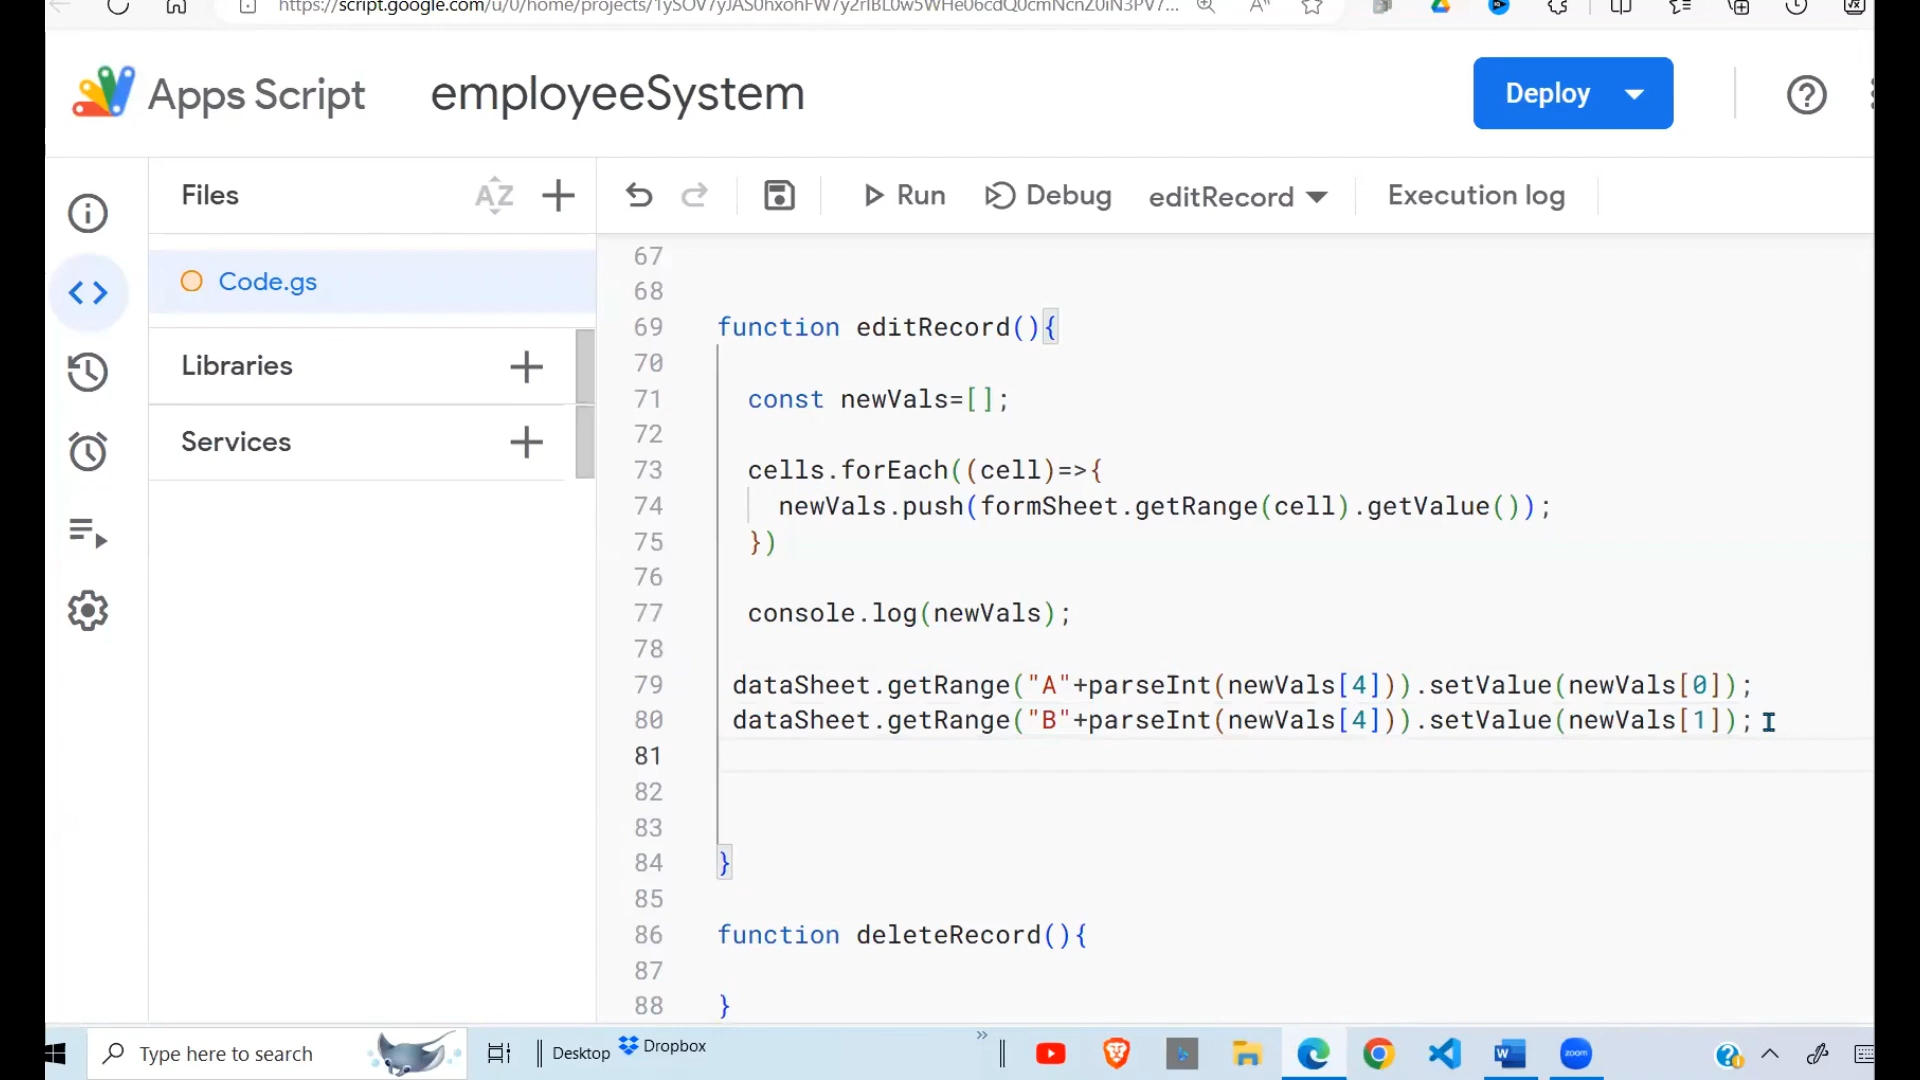 Apps Script employeeSystem Deploy
Files AZ Run Debug editRecord Execution log
Code.gs
Libraries
Services
67
68
69 function editRecord(){
70
71 const newVals=[];
72
73 cells.forEach((cell)=>{
74 newVals.push(formSheet.getRange(cell).getValue());
75 })
76
77 console.log(newVals);
78
79 dataSheet.getRange("A"+parseInt(newVals[4])).setValue(newVals[0]);
80 dataSheet.getRange("B"+parseInt(newVals[4])).setValue(newVals[1]);
81
82
83
84 }
85
86 function deleteRecord(){
87
88 }
Type here to search Desktop Dropbox zoom